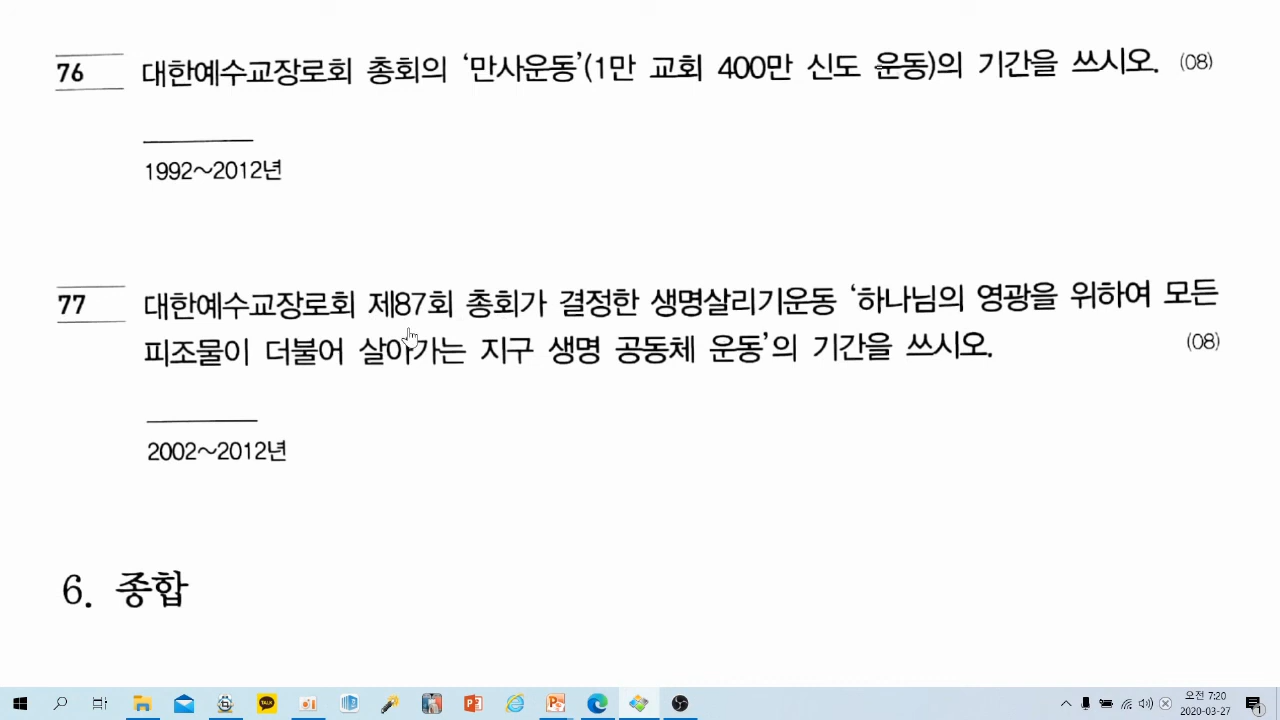 76 대한예수교장로회 총회의 ‘만사운동’(1만 교회 400만 신도 운동)의 기간을 쓰시오. (08)
1992~2012년
77 대한예수교장로회 제87회 총회가 결정한 생명살리기운동 ‘하나님의 영광을 위하여 모든
피조물이 더불어 살아가는 지구 생명 공동체 운동’의 기간을 쓰시오. (08)
2002~2012년
6. 종합
TALK
오전 7:20
2020-03-27
1